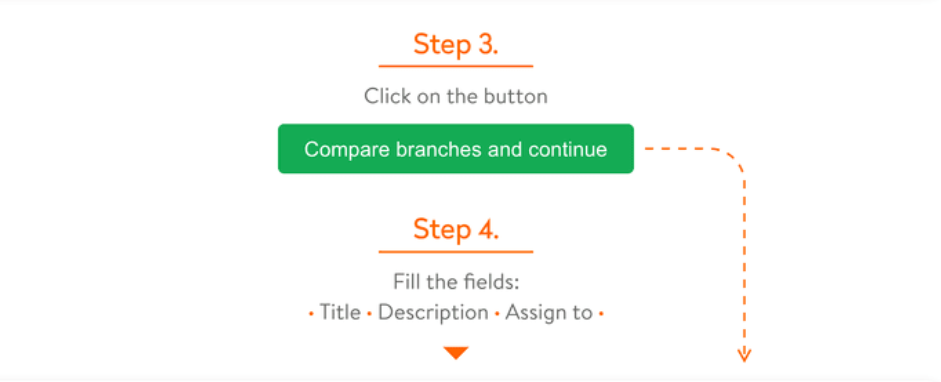 Step 3.
Click on the button
Compare branches and continue
Step 4.
Fill the fields:
• Title • Description • Assign to •